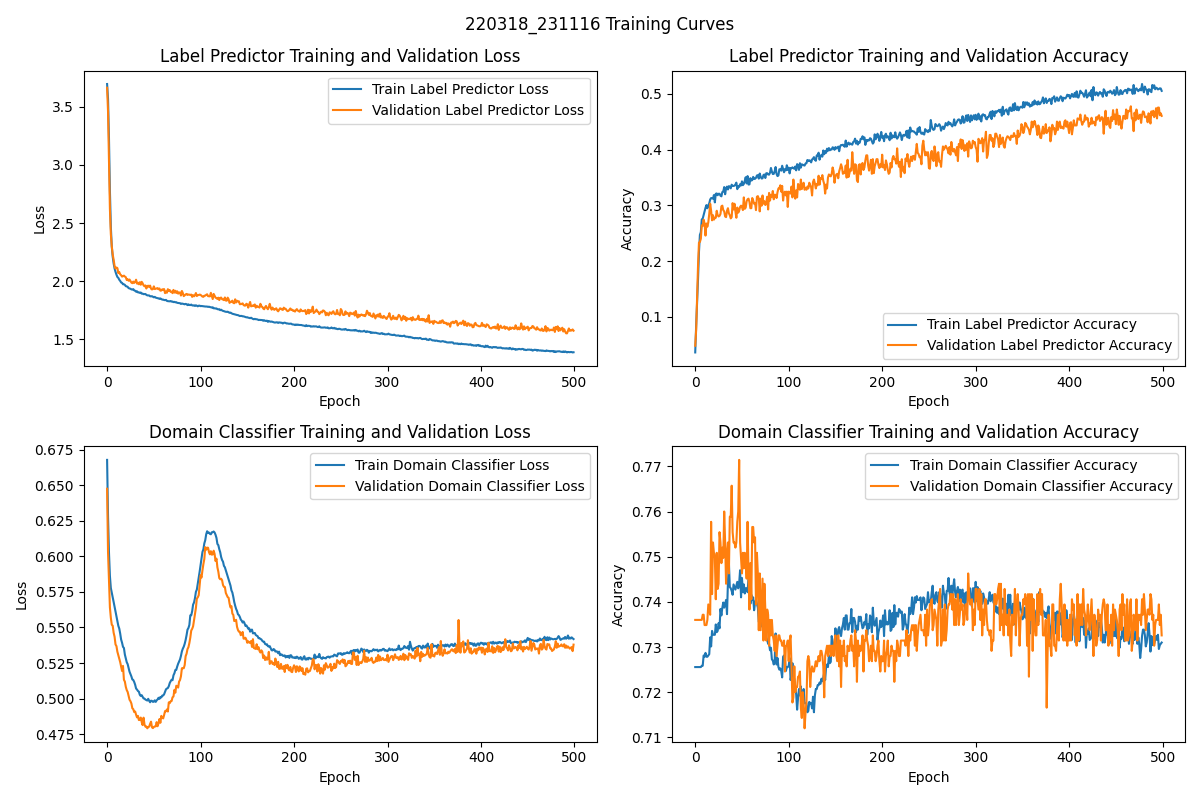 220318_231116 Training Curves
Label Predictor Training and Validation Loss
Train Label Predictor Loss
Validation Label Predictor Loss
3.5
3.0
2.5
2.0
1.5
Loss
0 100 200 300 400 500
Epoch
Label Predictor Training and Validation Accuracy
0.5
0.4
0.3
0.2
0.1
Accuracy
Train Label Predictor Accuracy
Validation Label Predictor Accuracy
0 100 200 300 400 500
Epoch
Domain Classifier Training and Validation Loss
Train Domain Classifier Loss
Validation Domain Classifier Loss
0.675
0.650
0.625
0.600
0.575
0.550
0.525
0.500
0.475
Loss
0 100 200 300 400 500
Epoch
Domain Classifier Training and Validation Accuracy
Train Domain Classifier Accuracy
Validation Domain Classifier Accuracy
0.77
0.76
0.75
0.74
0.73
0.72
0.71
Accuracy
0 100 200 300 400 500
Epoch